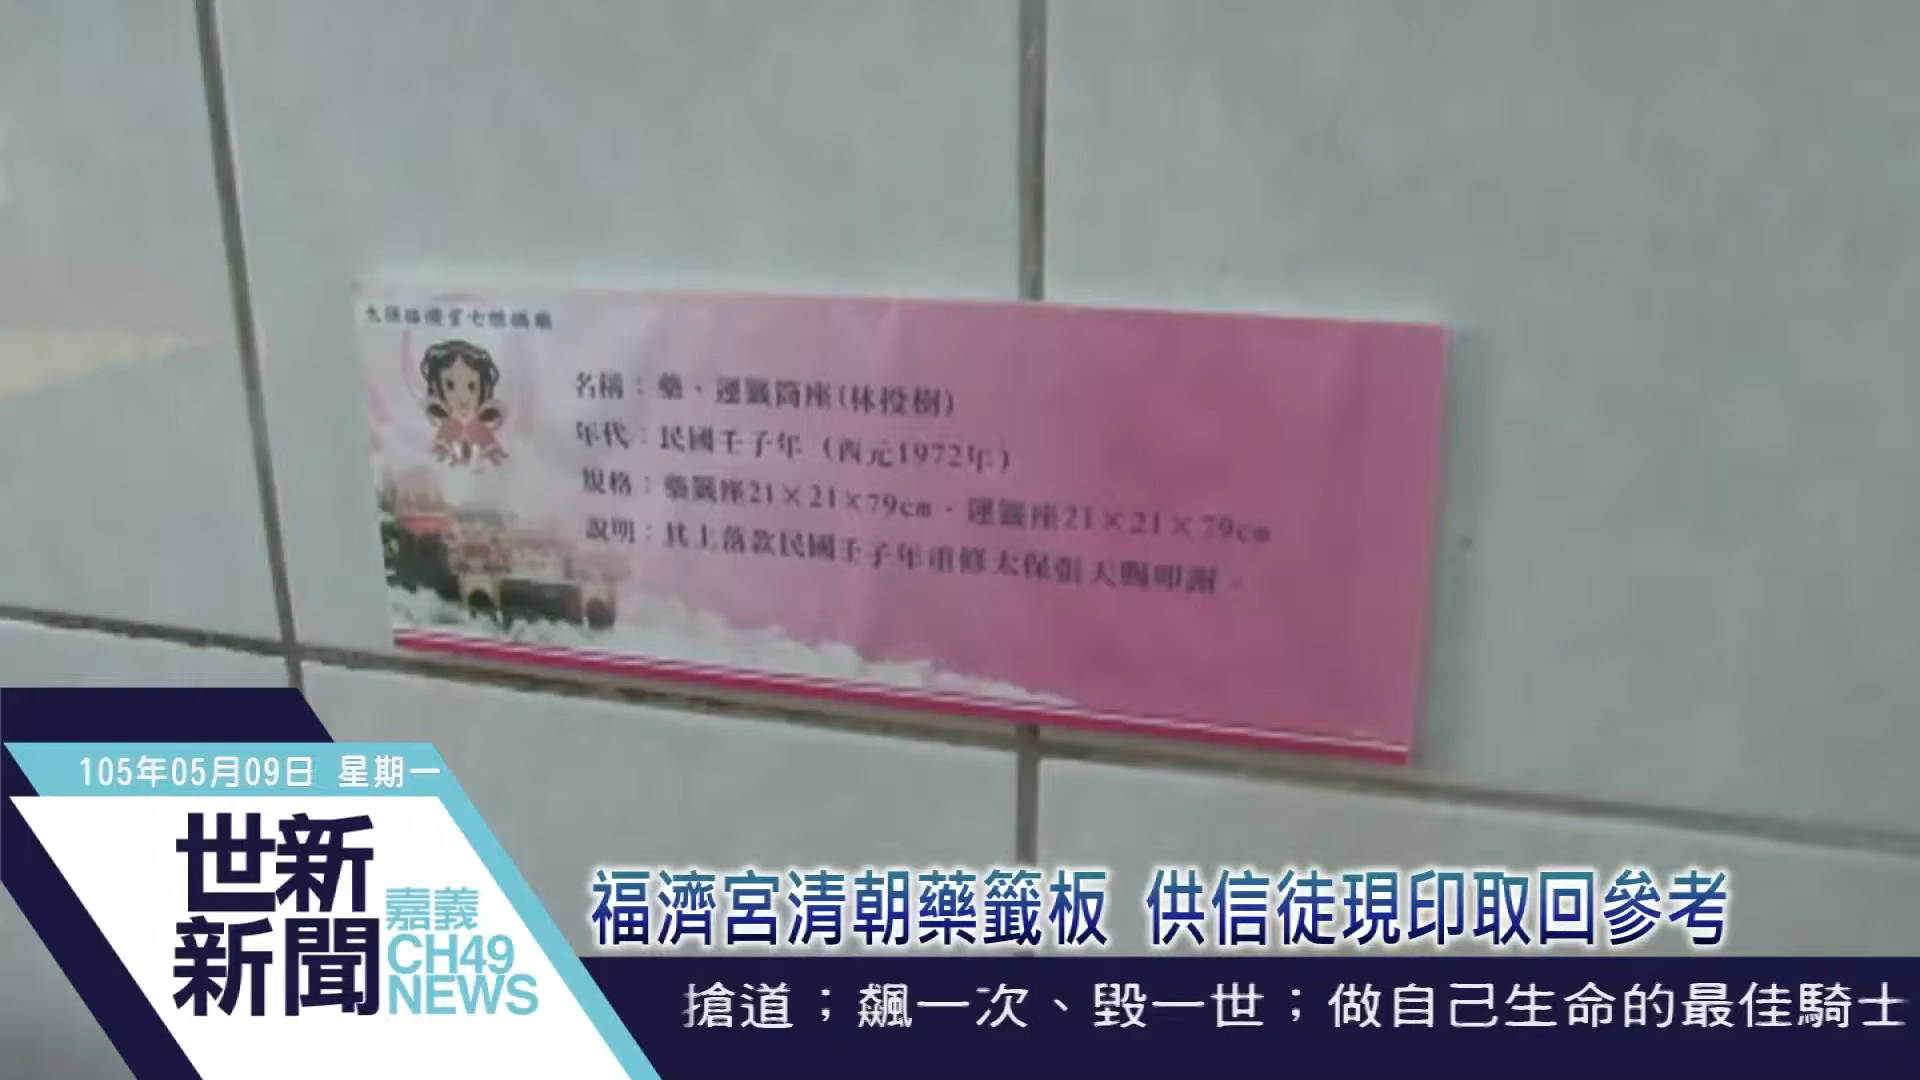 太保福濟宮七娘媽廟
名稱：藥、運籤筒座(林投樹)
年代：民國壬子年（西元1972年）
規格：藥籤座21×21×79cm．運籤座21×21×79cm
說明：其上落款民國壬子年重修太保張天賜叩謝。
105年05月09日 星期一
世新
新聞
嘉義
CH49
NEWS
福濟宮清朝藥籤板 供信徒現印取回參考
搶道；飆一次、毀一世；做自己生命的最佳騎士